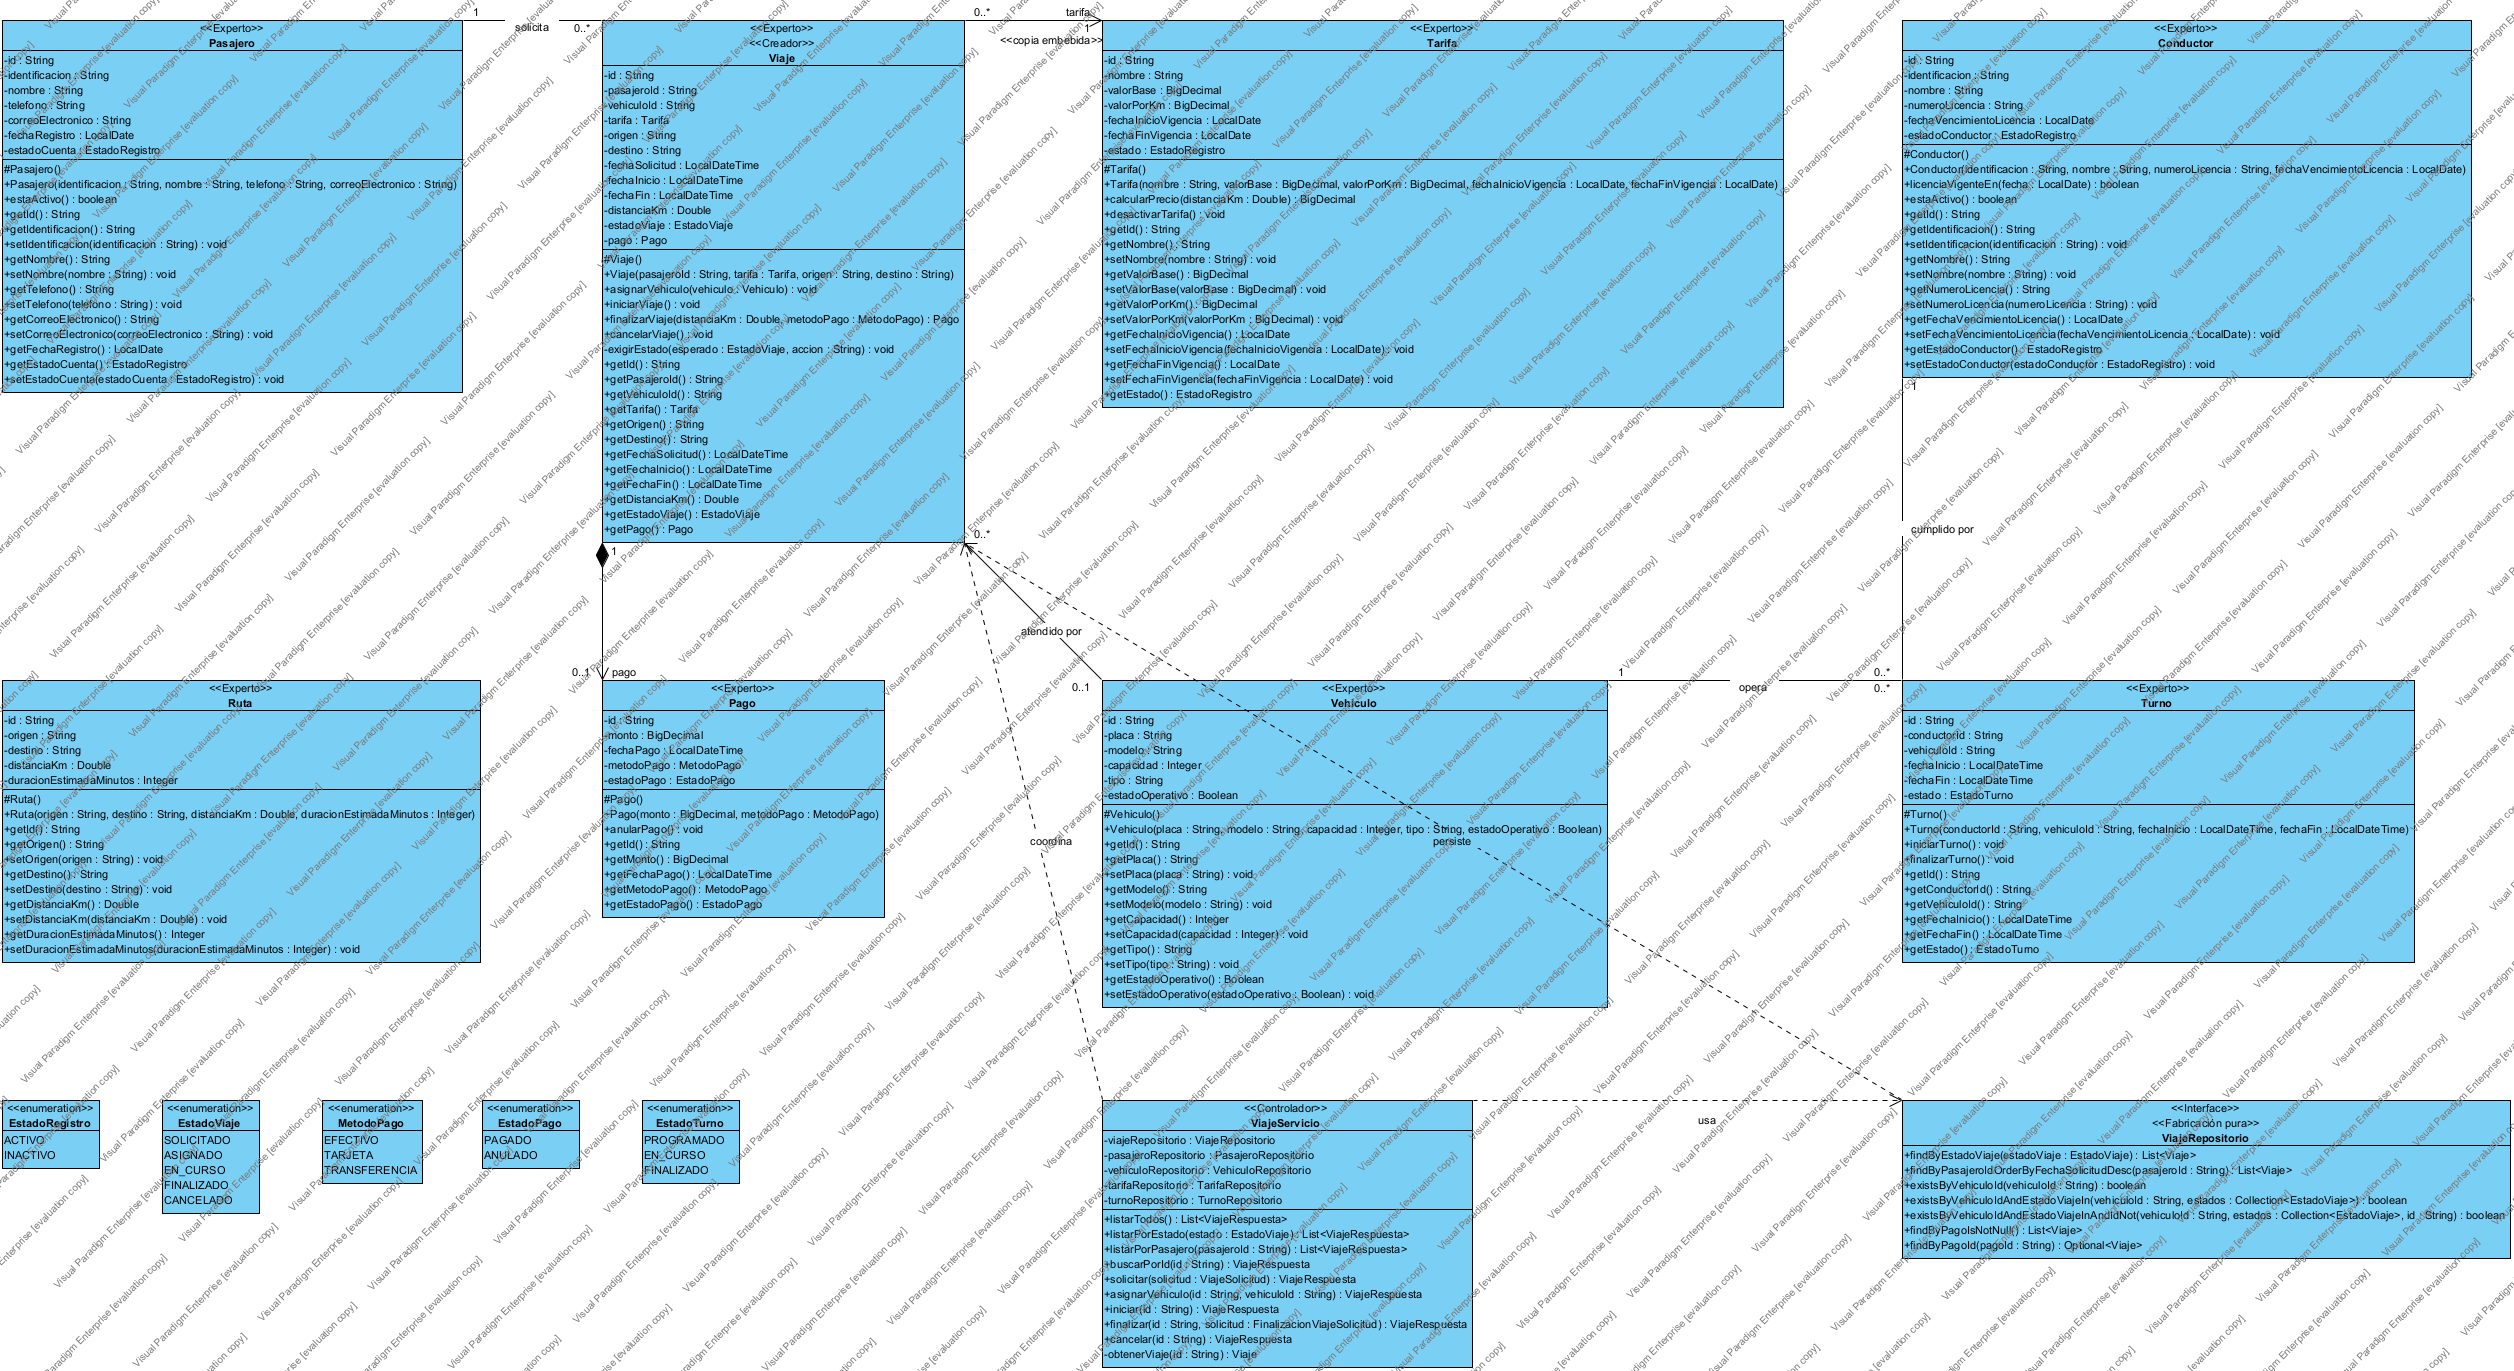 <<Experto>>
Pasajero
-id : String
-identificacion : String
-nombre : String
-telefono : String
-correoElectronico : String
-fechaRegistro : LocalDate
-estadoCuenta : EstadoRegistro
#Pasajero()
+Pasajero(identificacion : String, nombre : String, telefono : String, correoElectronico : String)
+estaActivo() : boolean
+getId() : String
+getIdentificacion() : String
+setIdentificacion(identificacion : String) : void
+getNombre() : String
+setNombre(nombre : String) : void
+getTelefono() : String
+setTelefono(telefono : String) : void
+getCorreoElectronico() : String
+setCorreoElectronico(correoElectronico : String) : void
+getFechaRegistro() : LocalDate
+getEstadoCuenta() : EstadoRegistro
+setEstadoCuenta(estadoCuenta : EstadoRegistro) : void
1
solicita
0..*
<<Experto>>
<<Creador>>
Viaje
-id : String
-pasajeroId : String
-vehiculoId : String
-tarifa : Tarifa
-origen : String
-destino : String
-fechaSolicitud : LocalDateTime
-fechaInicio : LocalDateTime
-fechaFin : LocalDateTime
-distanciaKm : Double
-estadoViaje : EstadoViaje
-pago : Pago
#Viaje()
+Viaje(pasajeroId : String, tarifa : Tarifa, origen : String, destino : String)
+asignarVehiculo(vehiculo : Vehiculo) : void
+iniciarViaje() : void
+finalizarViaje(distanciaKm : Double, metodoPago : MetodoPago) : Pago
+cancelarViaje() : void
-exigirEstado(esperado : EstadoViaje, accion : String) : void
+getId() : String
+getPasajeroId() : String
+getVehiculoId() : String
+getTarifa() : Tarifa
+getOrigen() : String
+getDestino() : String
+getFechaSolicitud() : LocalDateTime
+getFechaInicio() : LocalDateTime
+getFechaFin() : LocalDateTime
+getDistanciaKm() : Double
+getEstadoViaje() : EstadoViaje
+getPago() : Pago
0..*
tarifa
1
<<copia embebida>>
<<Experto>>
Tarifa
-id : String
-nombre : String
-valorBase : BigDecimal
-valorPorKm : BigDecimal
-fechaInicioVigencia : LocalDate
-fechaFinVigencia : LocalDate
-estado : EstadoRegistro
#Tarifa()
+Tarifa(nombre : String, valorBase : BigDecimal, valorPorKm : BigDecimal, fechaInicioVigencia : LocalDate, fechaFinVigencia : LocalDate)
+calcularPrecio(distanciaKm : Double) : BigDecimal
+desactivarTarifa() : void
+getId() : String
+getNombre() : String
+setNombre(nombre : String) : void
+getValorBase() : BigDecimal
+setValorBase(valorBase : BigDecimal) : void
+getValorPorKm() : BigDecimal
+setValorPorKm(valorPorKm : BigDecimal) : void
+getFechaInicioVigencia() : LocalDate
+setFechaInicioVigencia(fechaInicioVigencia : LocalDate) : void
+getFechaFinVigencia() : LocalDate
+setFechaFinVigencia(fechaFinVigencia : LocalDate) : void
+getEstado() : EstadoRegistro
<<Experto>>
Conductor
-id : String
-identificacion : String
-nombre : String
-numeroLicencia : String
-fechaVencimientoLicencia : LocalDate
-estadoConductor : EstadoRegistro
#Conductor()
+Conductor(identificacion : String, nombre : String, numeroLicencia : String, fechaVencimientoLicencia : LocalDate)
+licenciaVigenteEn(fecha : LocalDate) : boolean
+estaActivo() : boolean
+getId() : String
+getIdentificacion() : String
+setIdentificacion(identificacion : String) : void
+getNombre() : String
+setNombre(nombre : String) : void
+getNumeroLicencia() : String
+setNumeroLicencia(numeroLicencia : String) : void
+getFechaVencimientoLicencia() : LocalDate
+setFechaVencimientoLicencia(fechaVencimientoLicencia : LocalDate) : void
+getEstadoConductor() : EstadoRegistro
+setEstadoConductor(estadoConductor : EstadoRegistro) : void
1
cumplido por
0..*
1
0..1
pago
0..*
atendido por
0..1
1
opera
0..*
<<Experto>>
Ruta
-id : String
-origen : String
-destino : String
-distanciaKm : Double
-duracionEstimadaMinutos : Integer
#Ruta()
+Ruta(origen : String, destino : String, distanciaKm : Double, duracionEstimadaMinutos : Integer)
+getId() : String
+getOrigen() : String
+setOrigen(origen : String) : void
+getDestino() : String
+setDestino(destino : String) : void
+getDistanciaKm() : Double
+setDistanciaKm(distanciaKm : Double) : void
+getDuracionEstimadaMinutos() : Integer
+setDuracionEstimadaMinutos(duracionEstimadaMinutos : Integer) : void
<<Experto>>
Pago
-id : String
-monto : BigDecimal
-fechaPago : LocalDateTime
-metodoPago : MetodoPago
-estadoPago : EstadoPago
#Pago()
~Pago(monto : BigDecimal, metodoPago : MetodoPago)
+anularPago() : void
+getId() : String
+getMonto() : BigDecimal
+getFechaPago() : LocalDateTime
+getMetodoPago() : MetodoPago
+getEstadoPago() : EstadoPago
<<Experto>>
Vehiculo
-id : String
-placa : String
-modelo : String
-capacidad : Integer
-tipo : String
-estadoOperativo : Boolean
#Vehiculo()
+Vehiculo(placa : String, modelo : String, capacidad : Integer, tipo : String, estadoOperativo : Boolean)
+getId() : String
+getPlaca() : String
+setPlaca(placa : String) : void
+getModelo() : String
+setModelo(modelo : String) : void
+getCapacidad() : Integer
+setCapacidad(capacidad : Integer) : void
+getTipo() : String
+setTipo(tipo : String) : void
+getEstadoOperativo() : Boolean
+setEstadoOperativo(estadoOperativo : Boolean) : void
<<Experto>>
Turno
-id : String
-conductorId : String
-vehiculoId : String
-fechaInicio : LocalDateTime
-fechaFin : LocalDateTime
-estado : EstadoTurno
#Turno()
+Turno(conductorId : String, vehiculoId : String, fechaInicio : LocalDateTime, fechaFin : LocalDateTime)
+iniciarTurno() : void
+finalizarTurno() : void
+getId() : String
+getConductorId() : String
+getVehiculoId() : String
+getFechaInicio() : LocalDateTime
+getFechaFin() : LocalDateTime
+getEstado() : EstadoTurno
coordina
persiste
<<enumeration>>
EstadoRegistro
ACTIVO
INACTIVO
<<enumeration>>
EstadoViaje
SOLICITADO
ASIGNADO
EN_CURSO
FINALIZADO
CANCELADO
<<enumeration>>
MetodoPago
EFECTIVO
TARJETA
TRANSFERENCIA
<<enumeration>>
EstadoPago
PAGADO
ANULADO
<<enumeration>>
EstadoTurno
PROGRAMADO
EN_CURSO
FINALIZADO
<<Controlador>>
ViajeServicio
-viajeRepositorio : ViajeRepositorio
-pasajeroRepositorio : PasajeroRepositorio
-vehiculoRepositorio : VehiculoRepositorio
-tarifaRepositorio : TarifaRepositorio
-turnoRepositorio : TurnoRepositorio
+listarTodos() : List<ViajeRespuesta>
+listarPorEstado(estado : EstadoViaje) : List<ViajeRespuesta>
+listarPorPasajero(pasajeroId : String) : List<ViajeRespuesta>
+buscarPorId(id : String) : ViajeRespuesta
+solicitar(solicitud : ViajeSolicitud) : ViajeRespuesta
+asignarVehiculo(id : String, vehiculoId : String) : ViajeRespuesta
+iniciar(id : String) : ViajeRespuesta
+finalizar(id : String, solicitud : FinalizacionViajeSolicitud) : ViajeRespuesta
+cancelar(id : String) : ViajeRespuesta
-obtenerViaje(id : String) : Viaje
usa
<<Interface>>
<<Fabricación pura>>
ViajeRepositorio
+findByEstadoViaje(estadoViaje : EstadoViaje) : List<Viaje>
+findByPasajeroIdOrderByFechaSolicitudDesc(pasajeroId : String) : List<Viaje>
+existsByVehiculoId(vehiculoId : String) : boolean
+existsByVehiculoIdAndEstadoViajeIn(vehiculoId : String, estados : Collection<EstadoViaje>) : boolean
+existsByVehiculoIdAndEstadoViajeInAndIdNot(vehiculoId : String, estados : Collection<EstadoViaje>, id : String) : boolean
+findByPagoIsNotNull() : List<Viaje>
+findByPagoId(pagoId : String) : Optional<Viaje>
Visual Paradigm Enterprise [evaluation copy]